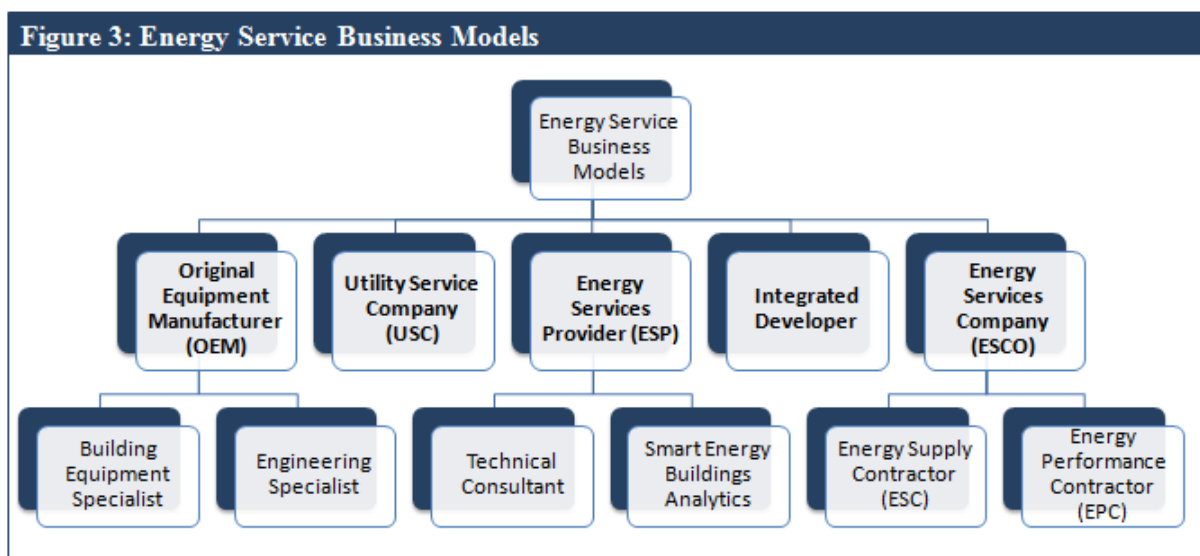 Figure 3: Energy Service Business Models
Energy Service
Business
Models
Original
Equipment
Manufacturer
(OEM)
Utility Service
Company
(USC)
Energy
Services
Provider (ESP)
Integrated
Developer
Energy
Services
Company
(ESCO)
Building
Equipment
Specialist
Engineering
Specialist
Technical
Consultant
Smart Energy
Buildings
Analytics
Energy Supply
Contractor
(ESC)
Energy
Performance
Contractor
(EPC)